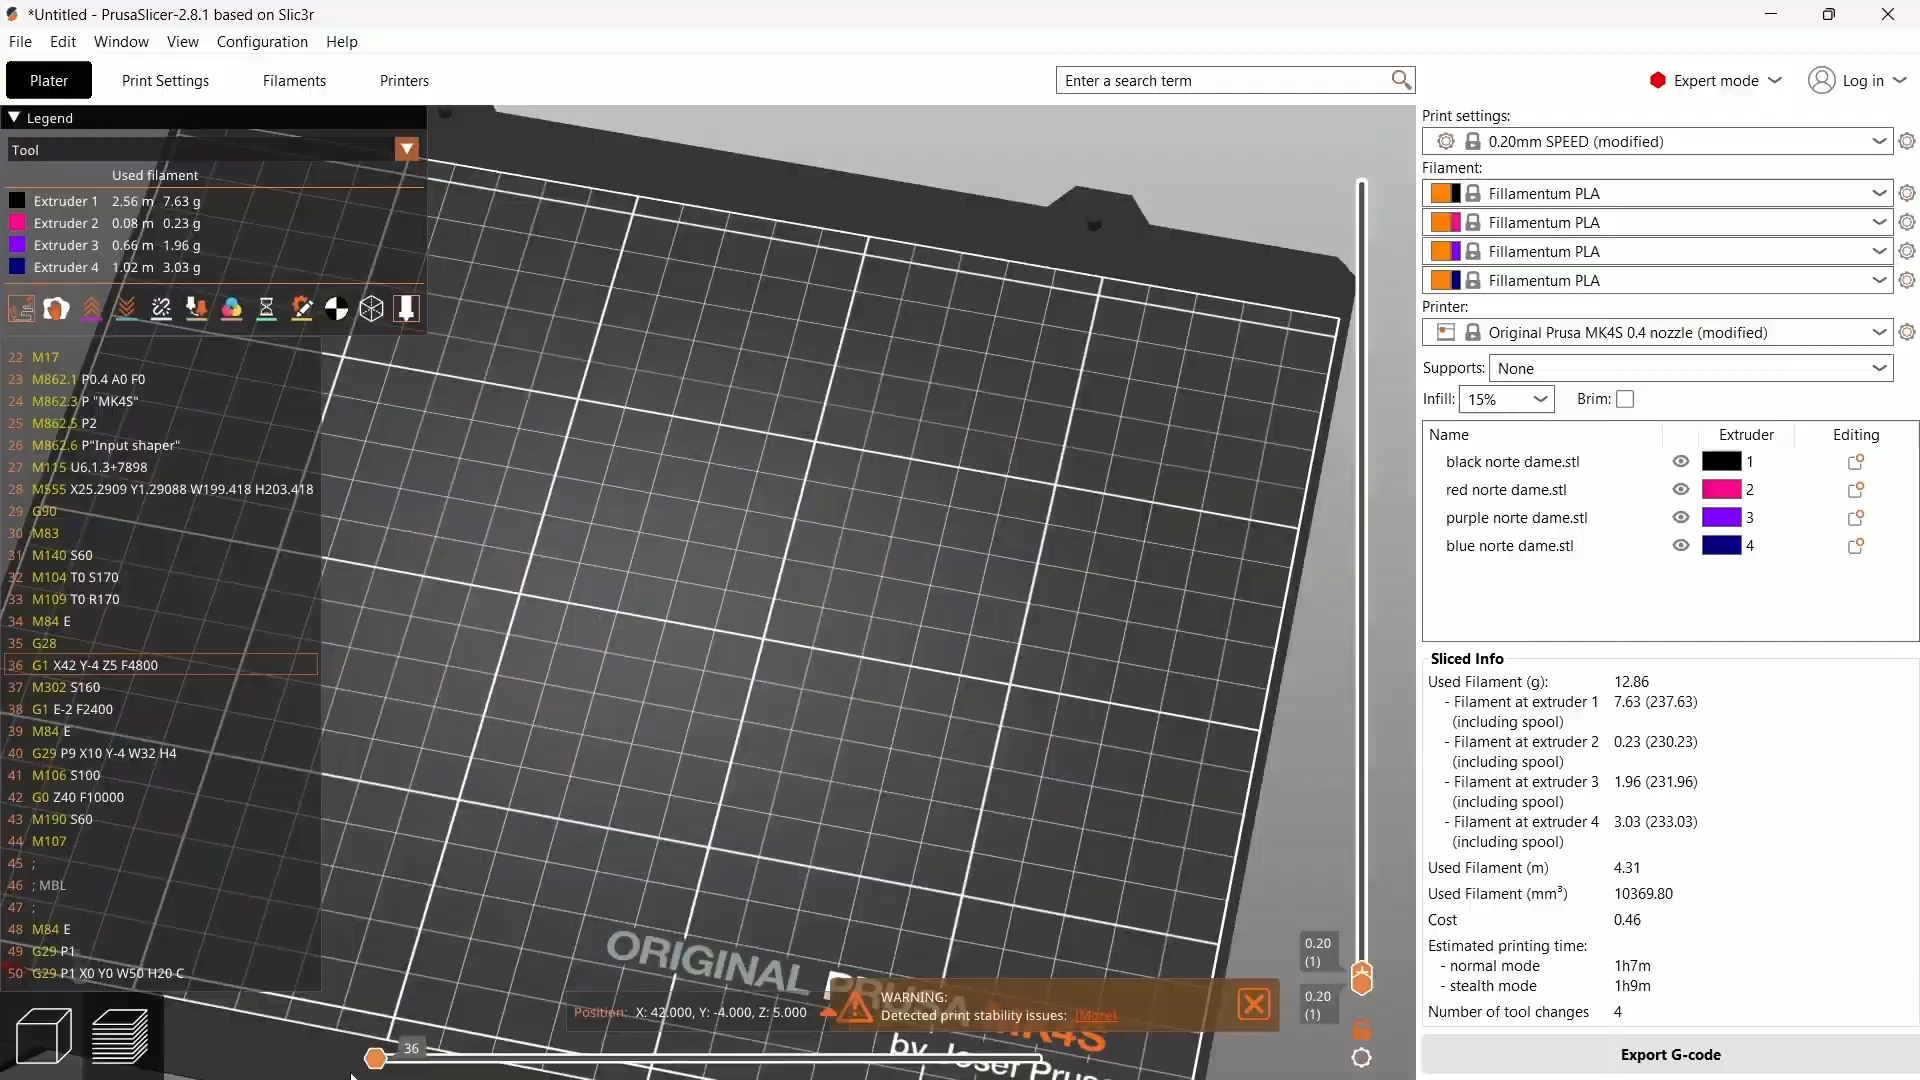 *Untitled - PrusaSlicer-2.8.1 based on Slic3r
File Edit Window View Configuration Help
Plater Print Settings Filaments Printers
Enter a search term
Expert mode
Log in
Legend
Tool
Used filament
Extruder 1 2.56 m 7.63 g
Extruder 2 0.08 m 0.23 g
Extruder 3 0.66 m 1.96 g
Extruder 4 1.02 m 3.03 g
22 M17
23 M862.1 P0.4 A0 F0
24 M862.3 P "MK4S"
25 M862.5 P2
26 M862.6 P"Input shaper"
27 M115 U6.1.3+7898
28 M555 X25.2909 Y1.29088 W199.418 H203.418
29 G90
30 M83
31 M140 S60
32 M104 T0 S170
33 M109 T0 R170
34 M84 E
35 G28
36 G1 X42 Y-4 Z5 F4800
37 M302 S160
38 G1 E-2 F2400
39 M84 E
40 G29 P9 X10 Y-4 W32 H4
41 M106 S100
42 G0 Z40 F10000
43 M190 S60
44 M107
45 ;
46 ; MBL
47 ;
48 M84 E
49 G29 P1
50 G29 P1 X0 Y0 W50 H20 C
ORIGINAL PRUSA MK4S
by Josef Prusa
Position: X: 42.000, Y: -4.000, Z: 5.000
WARNING:
Detected print stability issues: [More]
36
0.20
(1)
0.20
(1)
Print settings:
0.20mm SPEED (modified)
Filament:
Fillamentum PLA
Fillamentum PLA
Fillamentum PLA
Fillamentum PLA
Printer:
Original Prusa MK4S 0.4 nozzle (modified)
Supports: None
Infill: 15% Brim:
Name Extruder Editing
black norte dame.stl 1
red norte dame.stl 2
purple norte dame.stl 3
blue norte dame.stl 4
Sliced Info
Used Filament (g): 12.86
- Filament at extruder 1 7.63 (237.63)
(including spool)
- Filament at extruder 2 0.23 (230.23)
(including spool)
- Filament at extruder 3 1.96 (231.96)
(including spool)
- Filament at extruder 4 3.03 (233.03)
(including spool)
Used Filament (m) 4.31
Used Filament (mm³) 10369.80
Cost 0.46
Estimated printing time:
- normal mode 1h7m
- stealth mode 1h9m
Number of tool changes 4
Export G-code